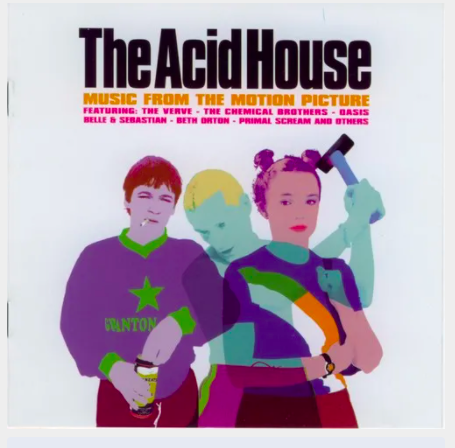 The Acid House
MUSIC FROM THE MOTION PICTURE
FEATURING: THE VERVE - THE CHEMICAL BROTHERS - OASIS
BELLE & SEBASTIAN - BETH ORTON - PRIMAL SCREAM AND OTHERS
GRANTON